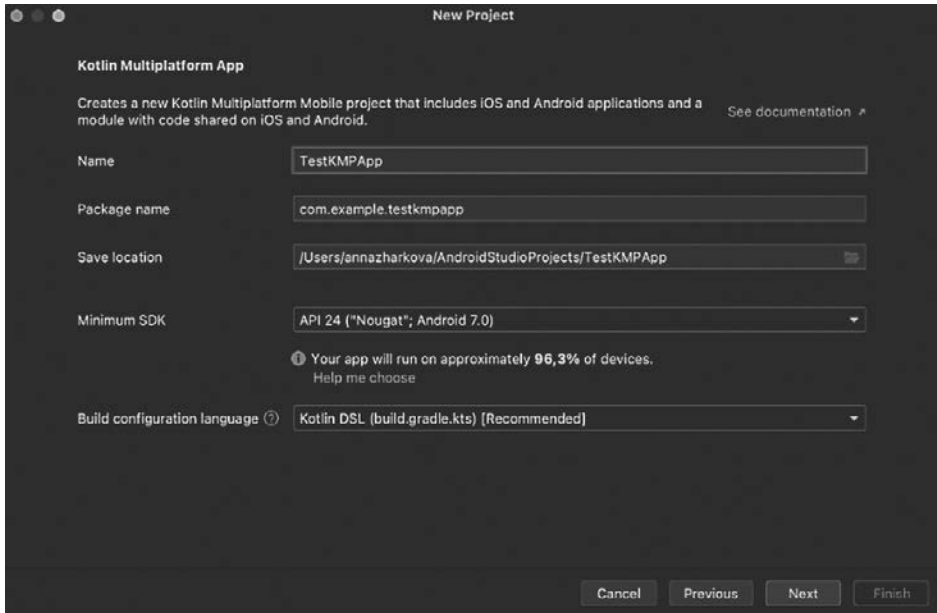 New Project
Kotlin Multiplatform App
Creates a new Kotlin Multiplatform Mobile project that includes iOS and Android applications and a
module with code shared on iOS and Android.
See documentation ↗
Name
TestKMPApp
Package name
com.example.testkmpapp
Save location
/Users/annazharkova/AndroidStudioProjects/TestKMPApp
Minimum SDK
API 24 ("Nougat"; Android 7.0)
Your app will run on approximately 96,3% of devices.
Help me choose
Build configuration language
Kotlin DSL (build.gradle.kts) [Recommended]
Cancel
Previous
Next
Finish